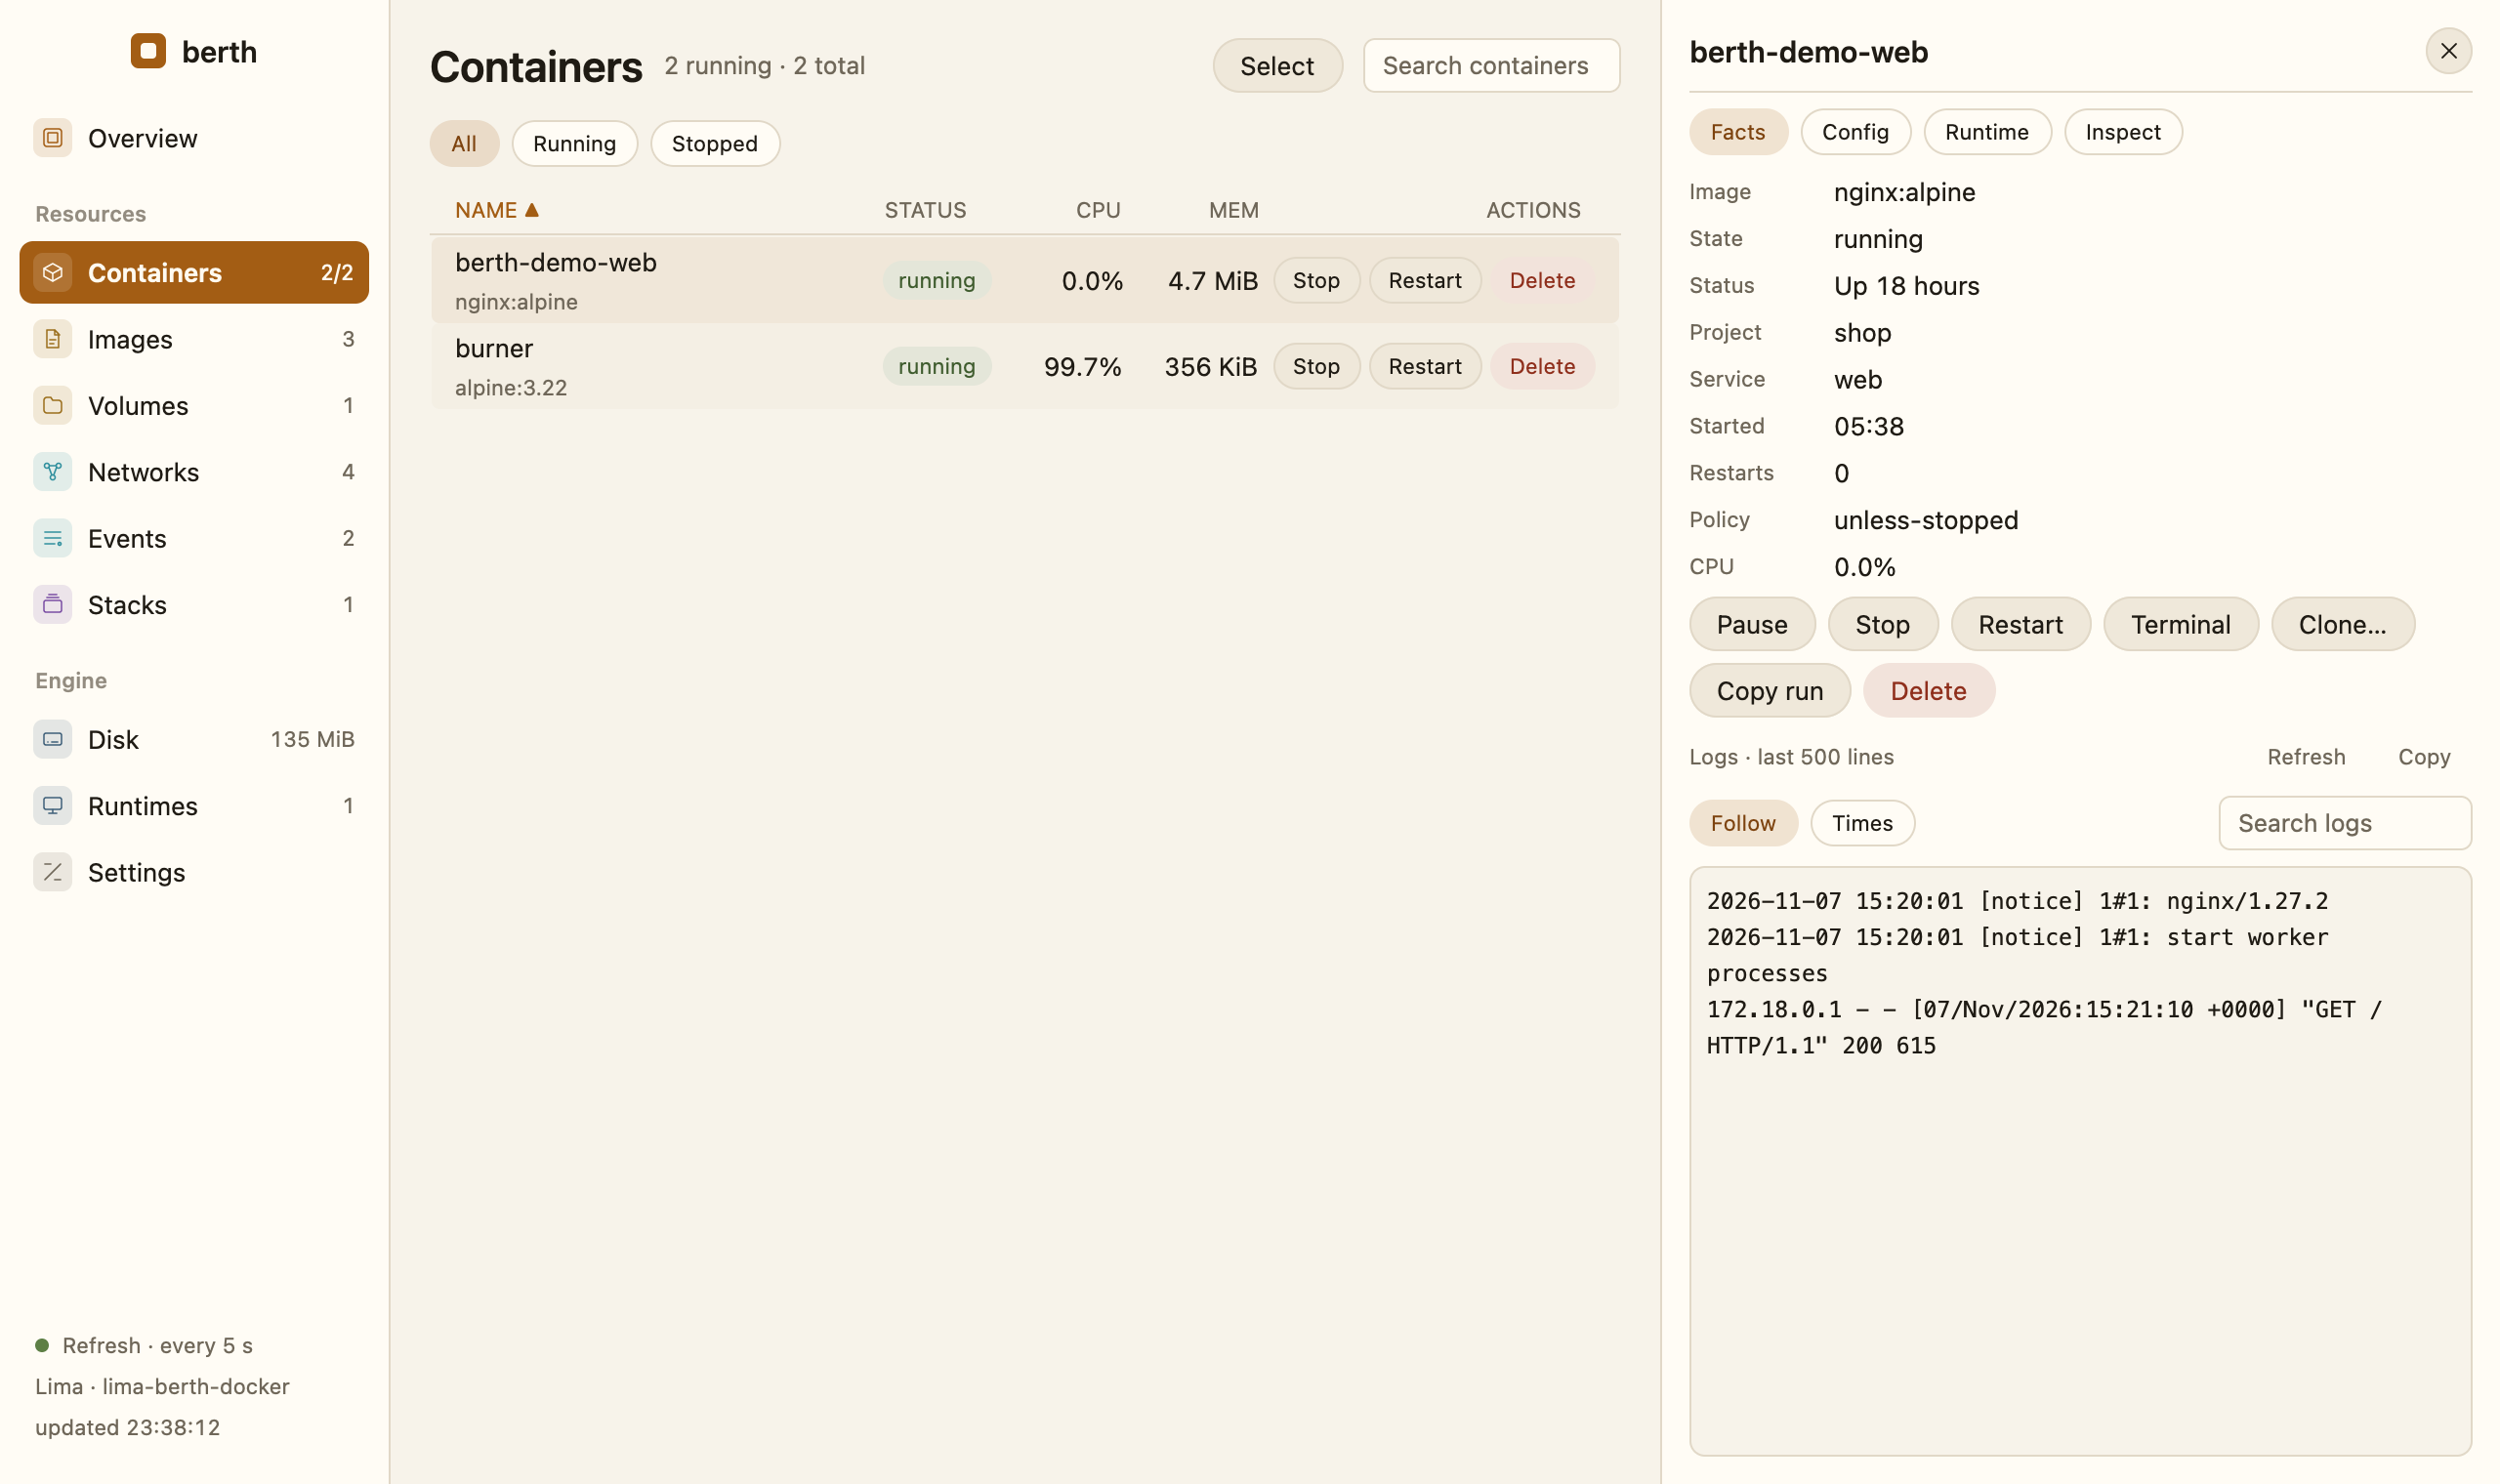 berth
Overview
Resources
Containers 2/2
Images 3
Volumes 1
Networks 4
Events 2
Stacks 1
Engine
Disk 135 MiB
Runtimes 1
Settings
Refresh · every 5 s
Lima · lima-berth-docker
updated 23:38:12
Containers 2 running · 2 total Select Search containers
All Running Stopped
NAME ▲ STATUS CPU MEM ACTIONS
berth-demo-web
nginx:alpine
running 0.0% 4.7 MiB Stop Restart Delete
burner
alpine:3.22
running 99.7% 356 KiB Stop Restart Delete
berth-demo-web
Facts Config Runtime Inspect
Image nginx:alpine
State running
Status Up 18 hours
Project shop
Service web
Started 05:38
Restarts 0
Policy unless-stopped
CPU 0.0%
Pause Stop Restart Terminal Clone...
Copy run Delete
Logs · last 500 lines Refresh Copy
Follow Times Search logs
2026-11-07 15:20:01 [notice] 1#1: nginx/1.27.2
2026-11-07 15:20:01 [notice] 1#1: start worker
processes
172.18.0.1 - - [07/Nov/2026:15:21:10 +0000] "GET /
HTTP/1.1" 200 615